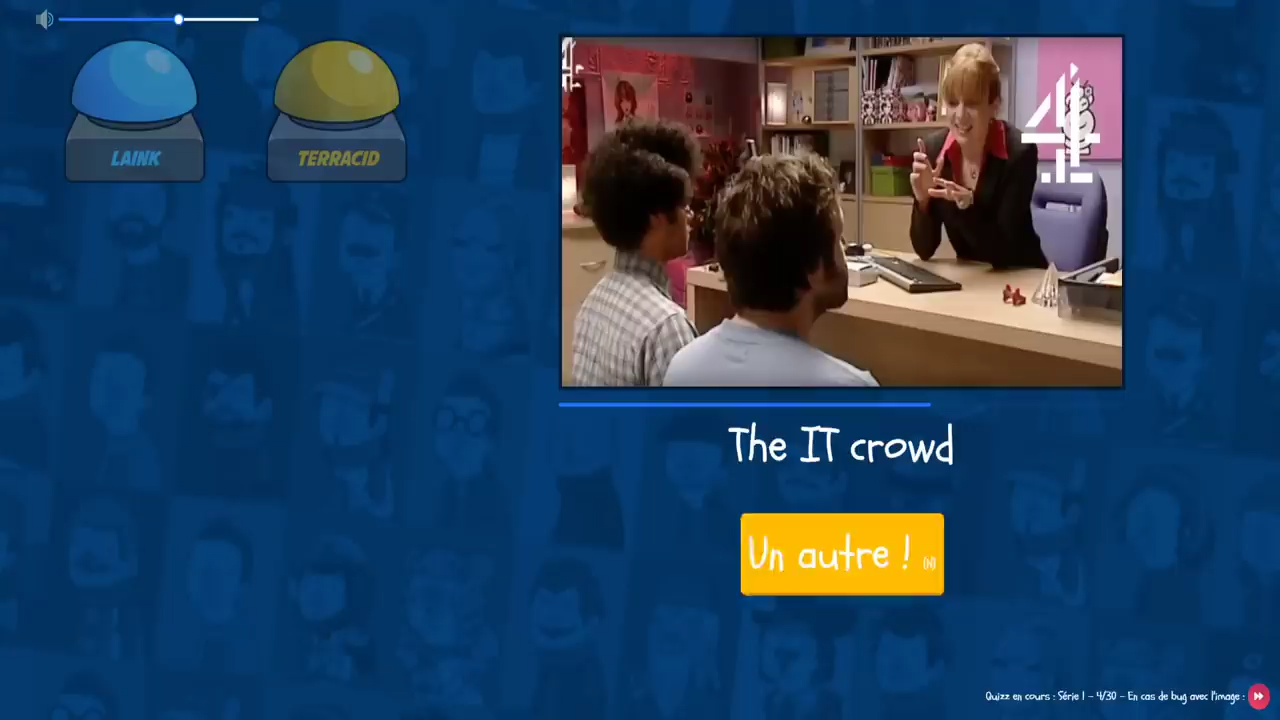 LAINK
TERRACID
4
The IT crowd
Un autre ! (N)
Quizz en cours : Série 1 - 4/30 - En cas de bug avec l'image :